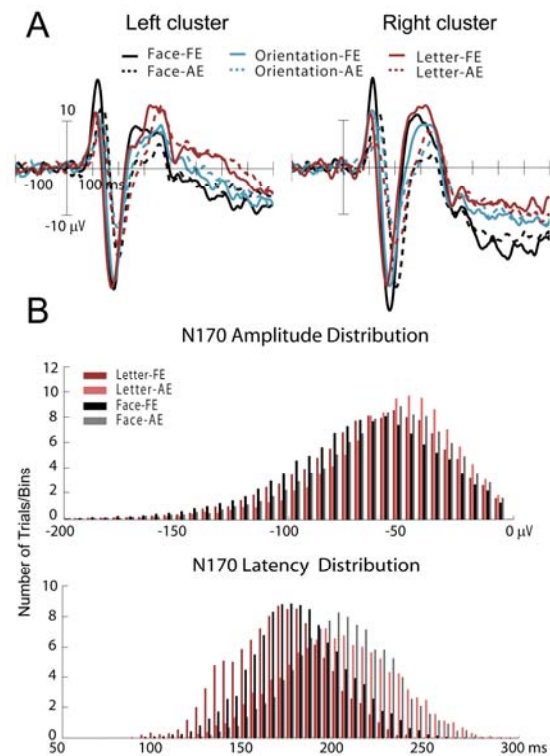 A
Left cluster
Right cluster
Face-FE
Face-AE
Orientation-FE
Orientation-AE
Letter-FE
Letter-AE
10
-100
100 ms
-10 μV
B
N170 Amplitude Distribution
Number of Trials/Bins
12
10
8
6
4
2
0
Letter-FE
Letter-AE
Face-FE
Face-AE
-200
-150
-100
-50
0 μV
N170 Latency Distribution
10
8
6
4
2
0
50
100
150
200
250
300 ms